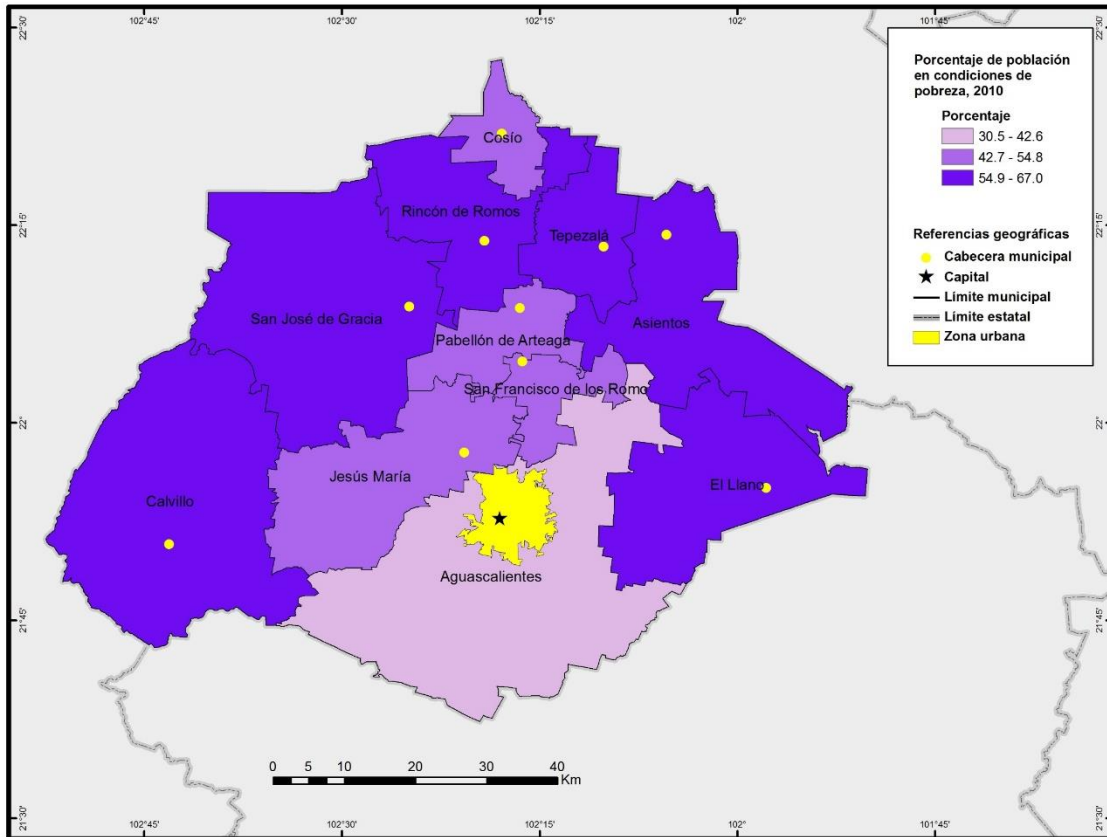 102°45'
102°30'
102°15'
102°
101°45'
22°30'
22°30'
Porcentaje de población
en condiciones de
pobreza, 2010
Porcentaje
30.5 - 42.6
42.7 - 54.8
54.9 - 67.0
Referencias geográficas
Cabecera municipal
Capital
Límite municipal
Límite estatal
Zona urbana
Cosío
22°15'
22°15'
Rincón de Romos
Tepezalá
San José de Gracia
Asientos
Pabellón de Arteaga
San Francisco de los Romo
22°
22°
Jesús María
El Llano
Calvillo
Aguascalientes
21°45'
21°45'
0 5 10 20 30 40
Km
21°30'
21°30'
102°45'
102°30'
102°15'
102°
101°45'